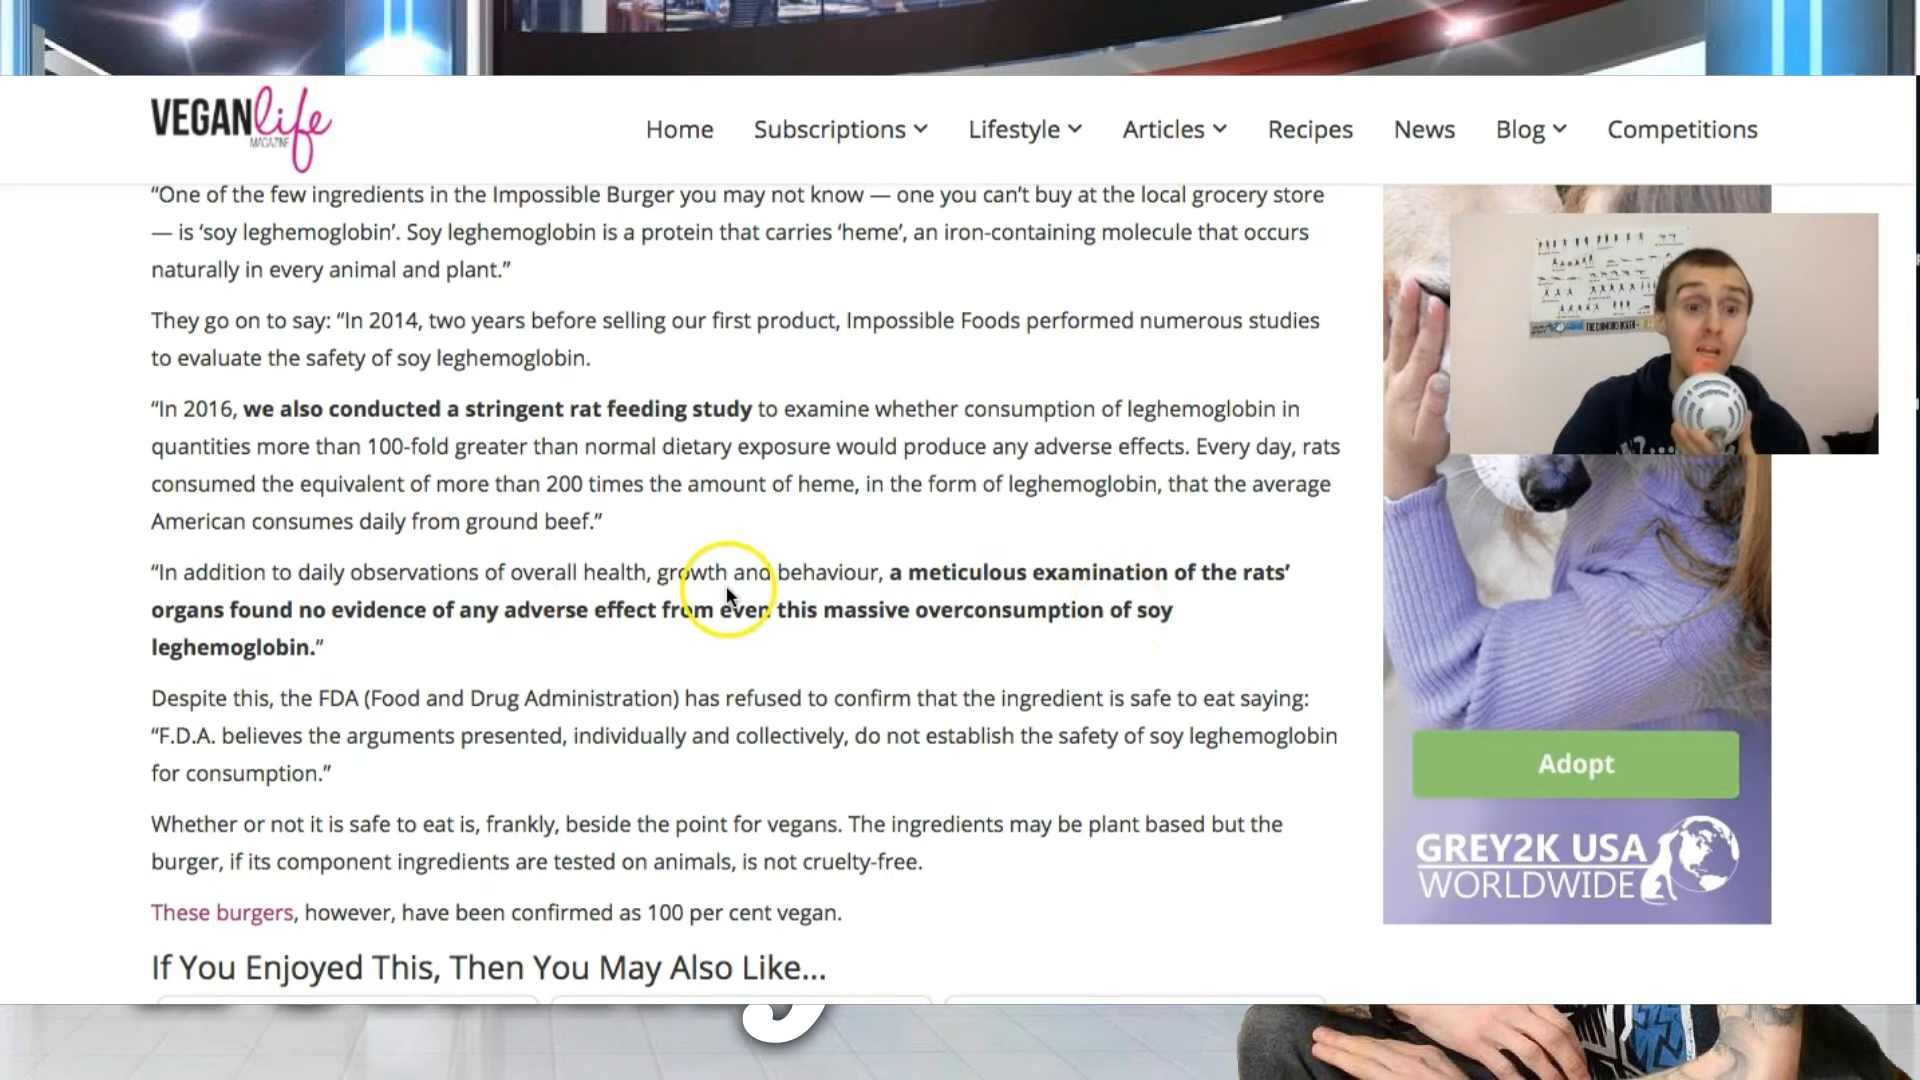 VEGANlife
MAGAZINE
Home Subscriptions Lifestyle Articles Recipes News Blog Competitions
“One of the few ingredients in the Impossible Burger you may not know — one you can’t buy at the local grocery store
— is ‘soy leghemoglobin’. Soy leghemoglobin is a protein that carries ‘heme’, an iron-containing molecule that occurs
naturally in every animal and plant.”
They go on to say: “In 2014, two years before selling our first product, Impossible Foods performed numerous studies
to evaluate the safety of soy leghemoglobin.
“In 2016, we also conducted a stringent rat feeding study to examine whether consumption of leghemoglobin in
quantities more than 100-fold greater than normal dietary exposure would produce any adverse effects. Every day, rats
consumed the equivalent of more than 200 times the amount of heme, in the form of leghemoglobin, that the average
American consumes daily from ground beef.”
“In addition to daily observations of overall health, growth and behaviour, a meticulous examination of the rats’
organs found no evidence of any adverse effect from even this massive overconsumption of soy
leghemoglobin.”
Despite this, the FDA (Food and Drug Administration) has refused to confirm that the ingredient is safe to eat saying:
“F.D.A. believes the arguments presented, individually and collectively, do not establish the safety of soy leghemoglobin
for consumption.”
Whether or not it is safe to eat is, frankly, beside the point for vegans. The ingredients may be plant based but the
burger, if its component ingredients are tested on animals, is not cruelty-free.
These burgers, however, have been confirmed as 100 per cent vegan.
If You Enjoyed This, Then You May Also Like...
Adopt
GREY2K USA
WORLDWIDE